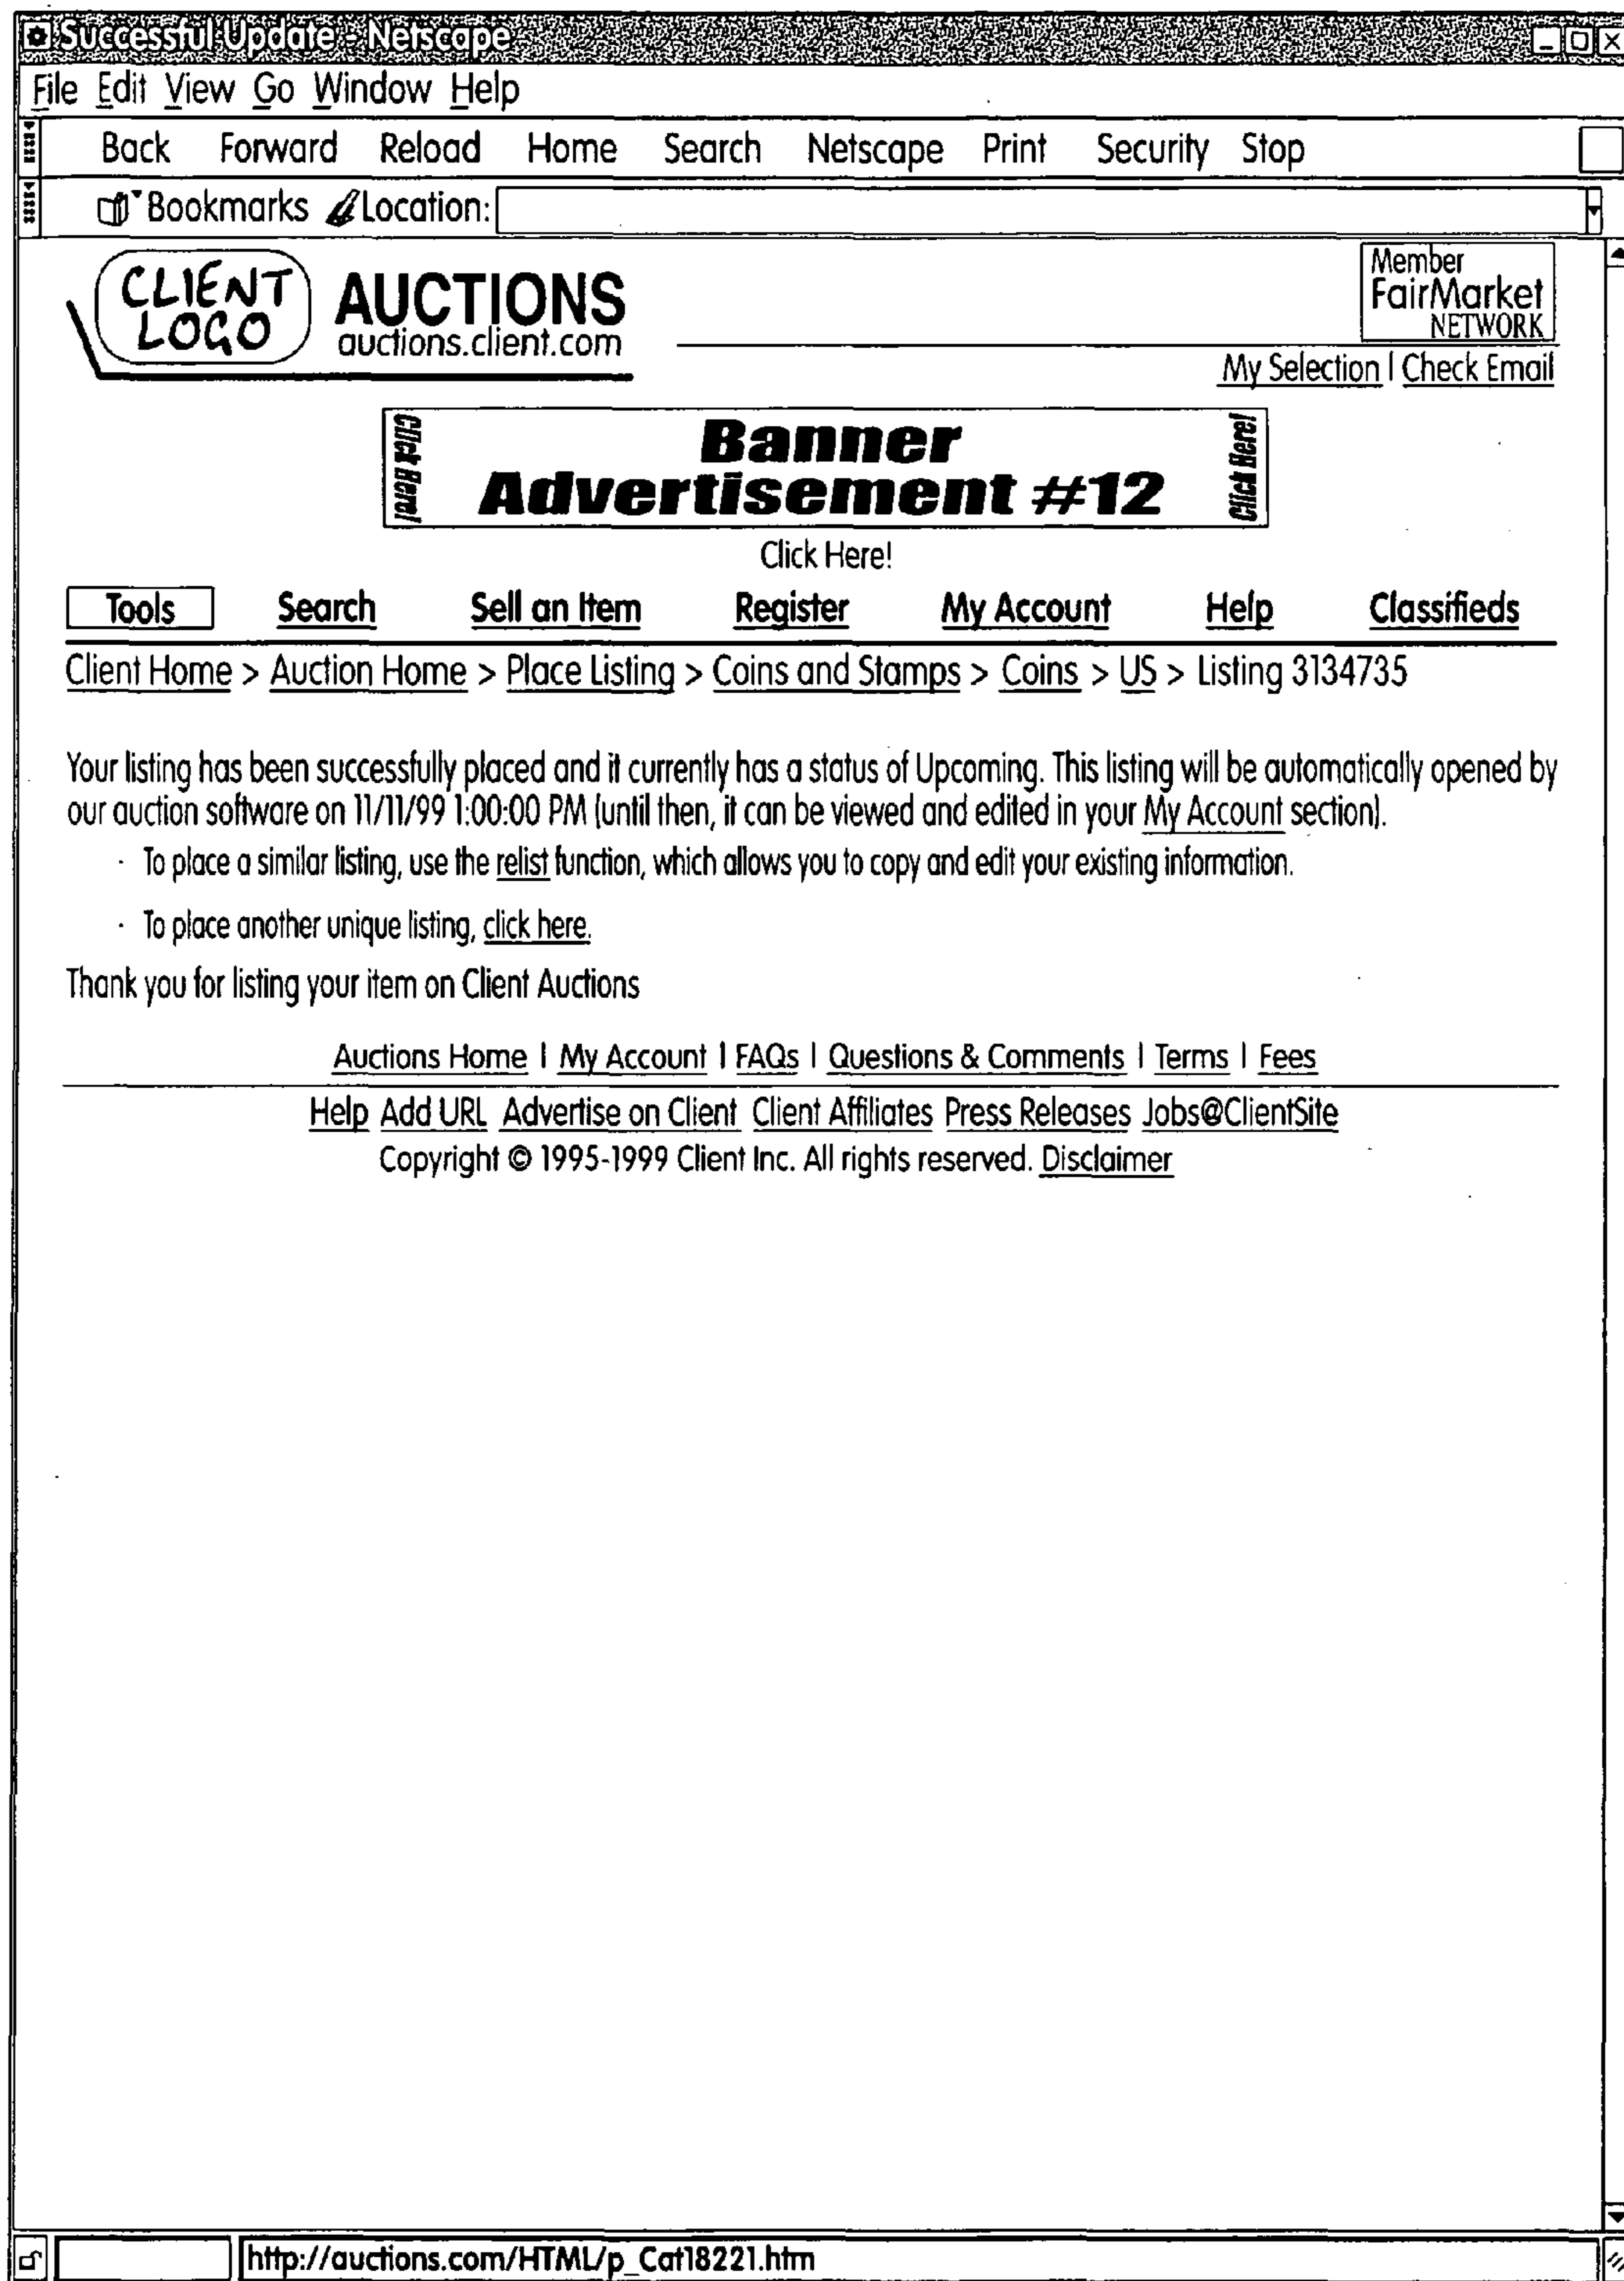 Successful Update - Netscape
File Edit View Go Window Help
Back Forward Reload Home Search Netscape Print Security Stop
Bookmarks Location:
CLIENT LOGO
AUCTIONS
auctions.client.com
Member
FairMarket
NETWORK
My Selection | Check Email
Click Here!
Banner
Advertisement #12
Click Here!
Click Here!
Tools Search Sell an Item Register My Account Help Classifieds
Client Home > Auction Home > Place Listing > Coins and Stamps > Coins > US > Listing 3134735
Your listing has been successfully placed and it currently has a status of Upcoming. This listing will be automatically opened by
our auction software on 11/11/99 1:00:00 PM (until then, it can be viewed and edited in your My Account section).
· To place a similar listing, use the relist function, which allows you to copy and edit your existing information.
· To place another unique listing, click here.
Thank you for listing your item on Client Auctions
Auctions Home | My Account | FAQs | Questions & Comments | Terms | Fees
Help Add URL Advertise on Client Client Affiliates Press Releases Jobs@ClientSite
Copyright © 1995-1999 Client Inc. All rights reserved. Disclaimer
http://auctions.com/HTML/p_Cat18221.htm